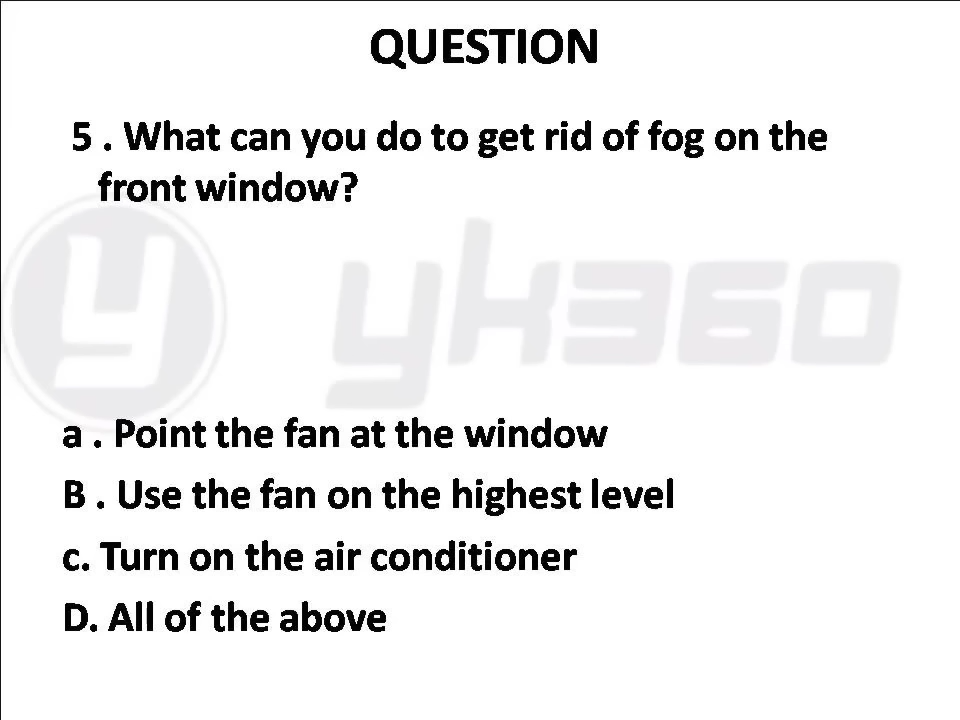 QUESTION
5 . What can you do to get rid of fog on the
front window?
yk360
a . Point the fan at the window
B . Use the fan on the highest level
c. Turn on the air conditioner
D. All of the above